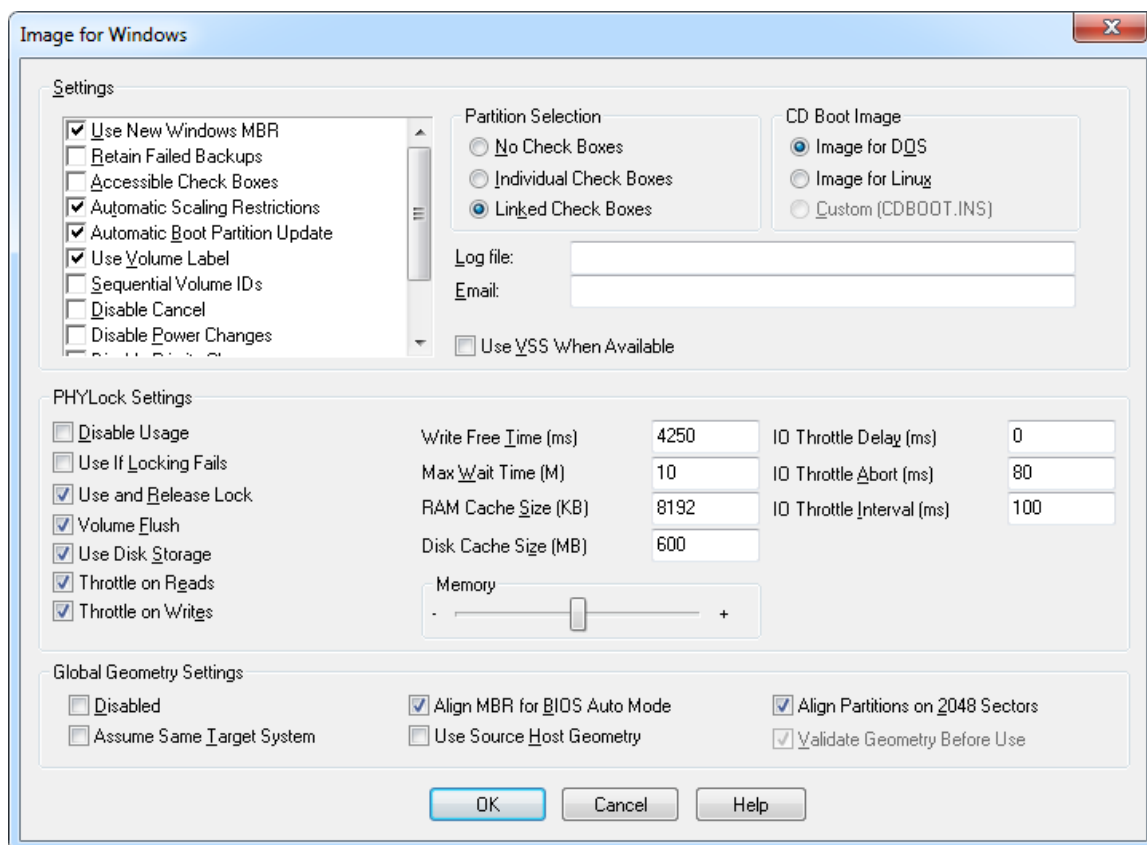 Image for Windows
Settings
Use New Windows MBR
Retain Failed Backups
Accessible Check Boxes
Automatic Scaling Restrictions
Automatic Boot Partition Update
Use Volume Label
Sequential Volume IDs
Disable Cancel
Disable Power Changes
Partition Selection
No Check Boxes
Individual Check Boxes
Linked Check Boxes
CD Boot Image
Image for DOS
Image for Linux
Custom (CDBOOT.INS)
Log file:
Email:
Use VSS When Available
PHYLock Settings
Disable Usage
Use If Locking Fails
Use and Release Lock
Volume Flush
Use Disk Storage
Throttle on Reads
Throttle on Writes
Write Free Time (ms) 4250
Max Wait Time (M) 10
RAM Cache Size (KB) 8192
Disk Cache Size (MB) 600
Memory
- +
IO Throttle Delay (ms) 0
IO Throttle Abort (ms) 80
IO Throttle Interval (ms) 100
Global Geometry Settings
Disabled
Assume Same Target System
Align MBR for BIOS Auto Mode
Use Source Host Geometry
Align Partitions on 2048 Sectors
Validate Geometry Before Use
OK Cancel Help